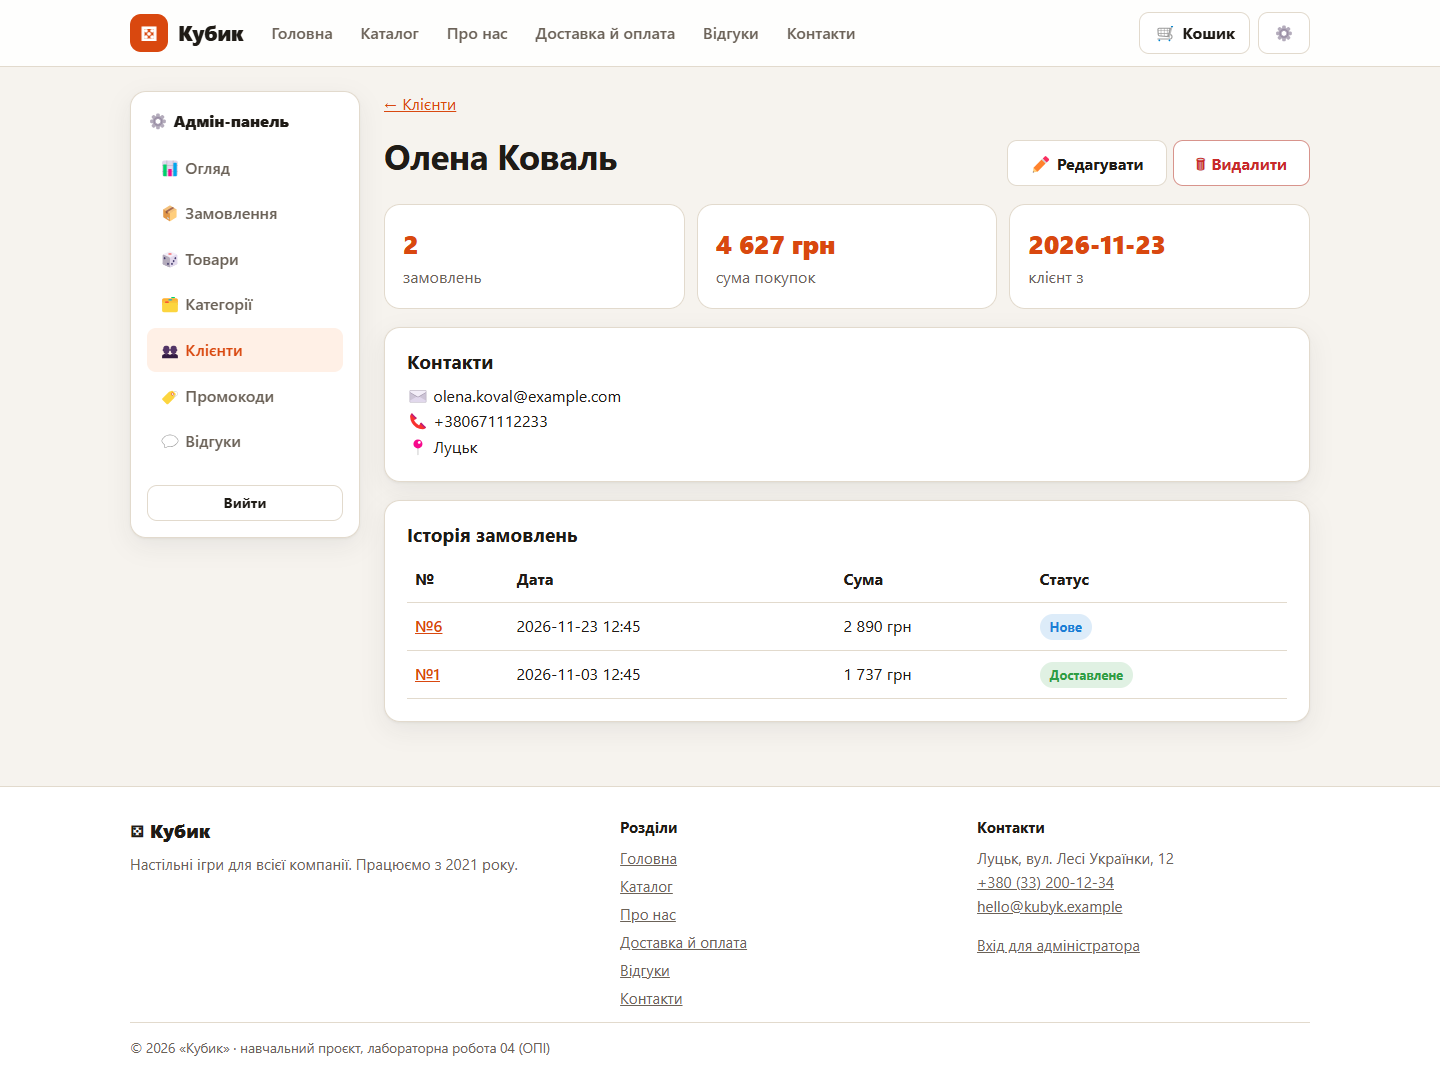 Кубик
Головна
Каталог
Про нас
Доставка й оплата
Відгуки
Контакти
Кошик
Адмін-панель
Огляд
Замовлення
Товари
Категорії
Клієнти
Промокоди
Відгуки
Вийти
← Клієнти
Олена Коваль
Редагувати
Видалити
2
замовлень
4 627 грн
сума покупок
2026-11-23
клієнт з
Контакти
olena.koval@example.com
+380671112233
Луцьк
Історія замовлень
№ Дата Сума Статус
№6 2026-11-23 12:45 2 890 грн Нове
№1 2026-11-03 12:45 1 737 грн Доставлене
Кубик
Настільні ігри для всієї компанії. Працюємо з 2021 року.
Розділи
Головна
Каталог
Про нас
Доставка й оплата
Відгуки
Контакти
Контакти
Луцьк, вул. Лесі Українки, 12
+380 (33) 200-12-34
hello@kubyk.example
Вхід для адміністратора
© 2026 «Кубик» · навчальний проєкт, лабораторна робота 04 (ОПІ)